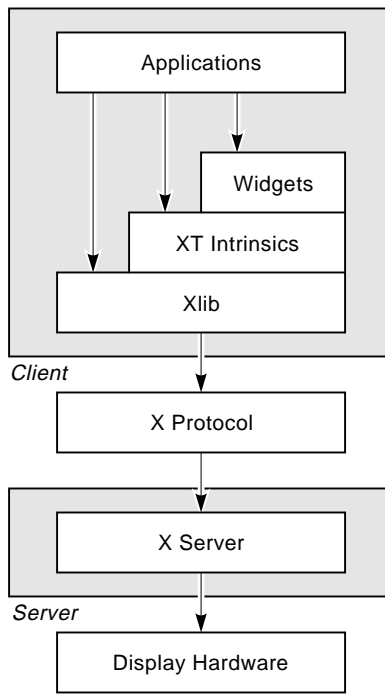 Applications
Widgets
XT Intrinsics
Xlib
Client
X Protocol
X Server
Server
Display Hardware